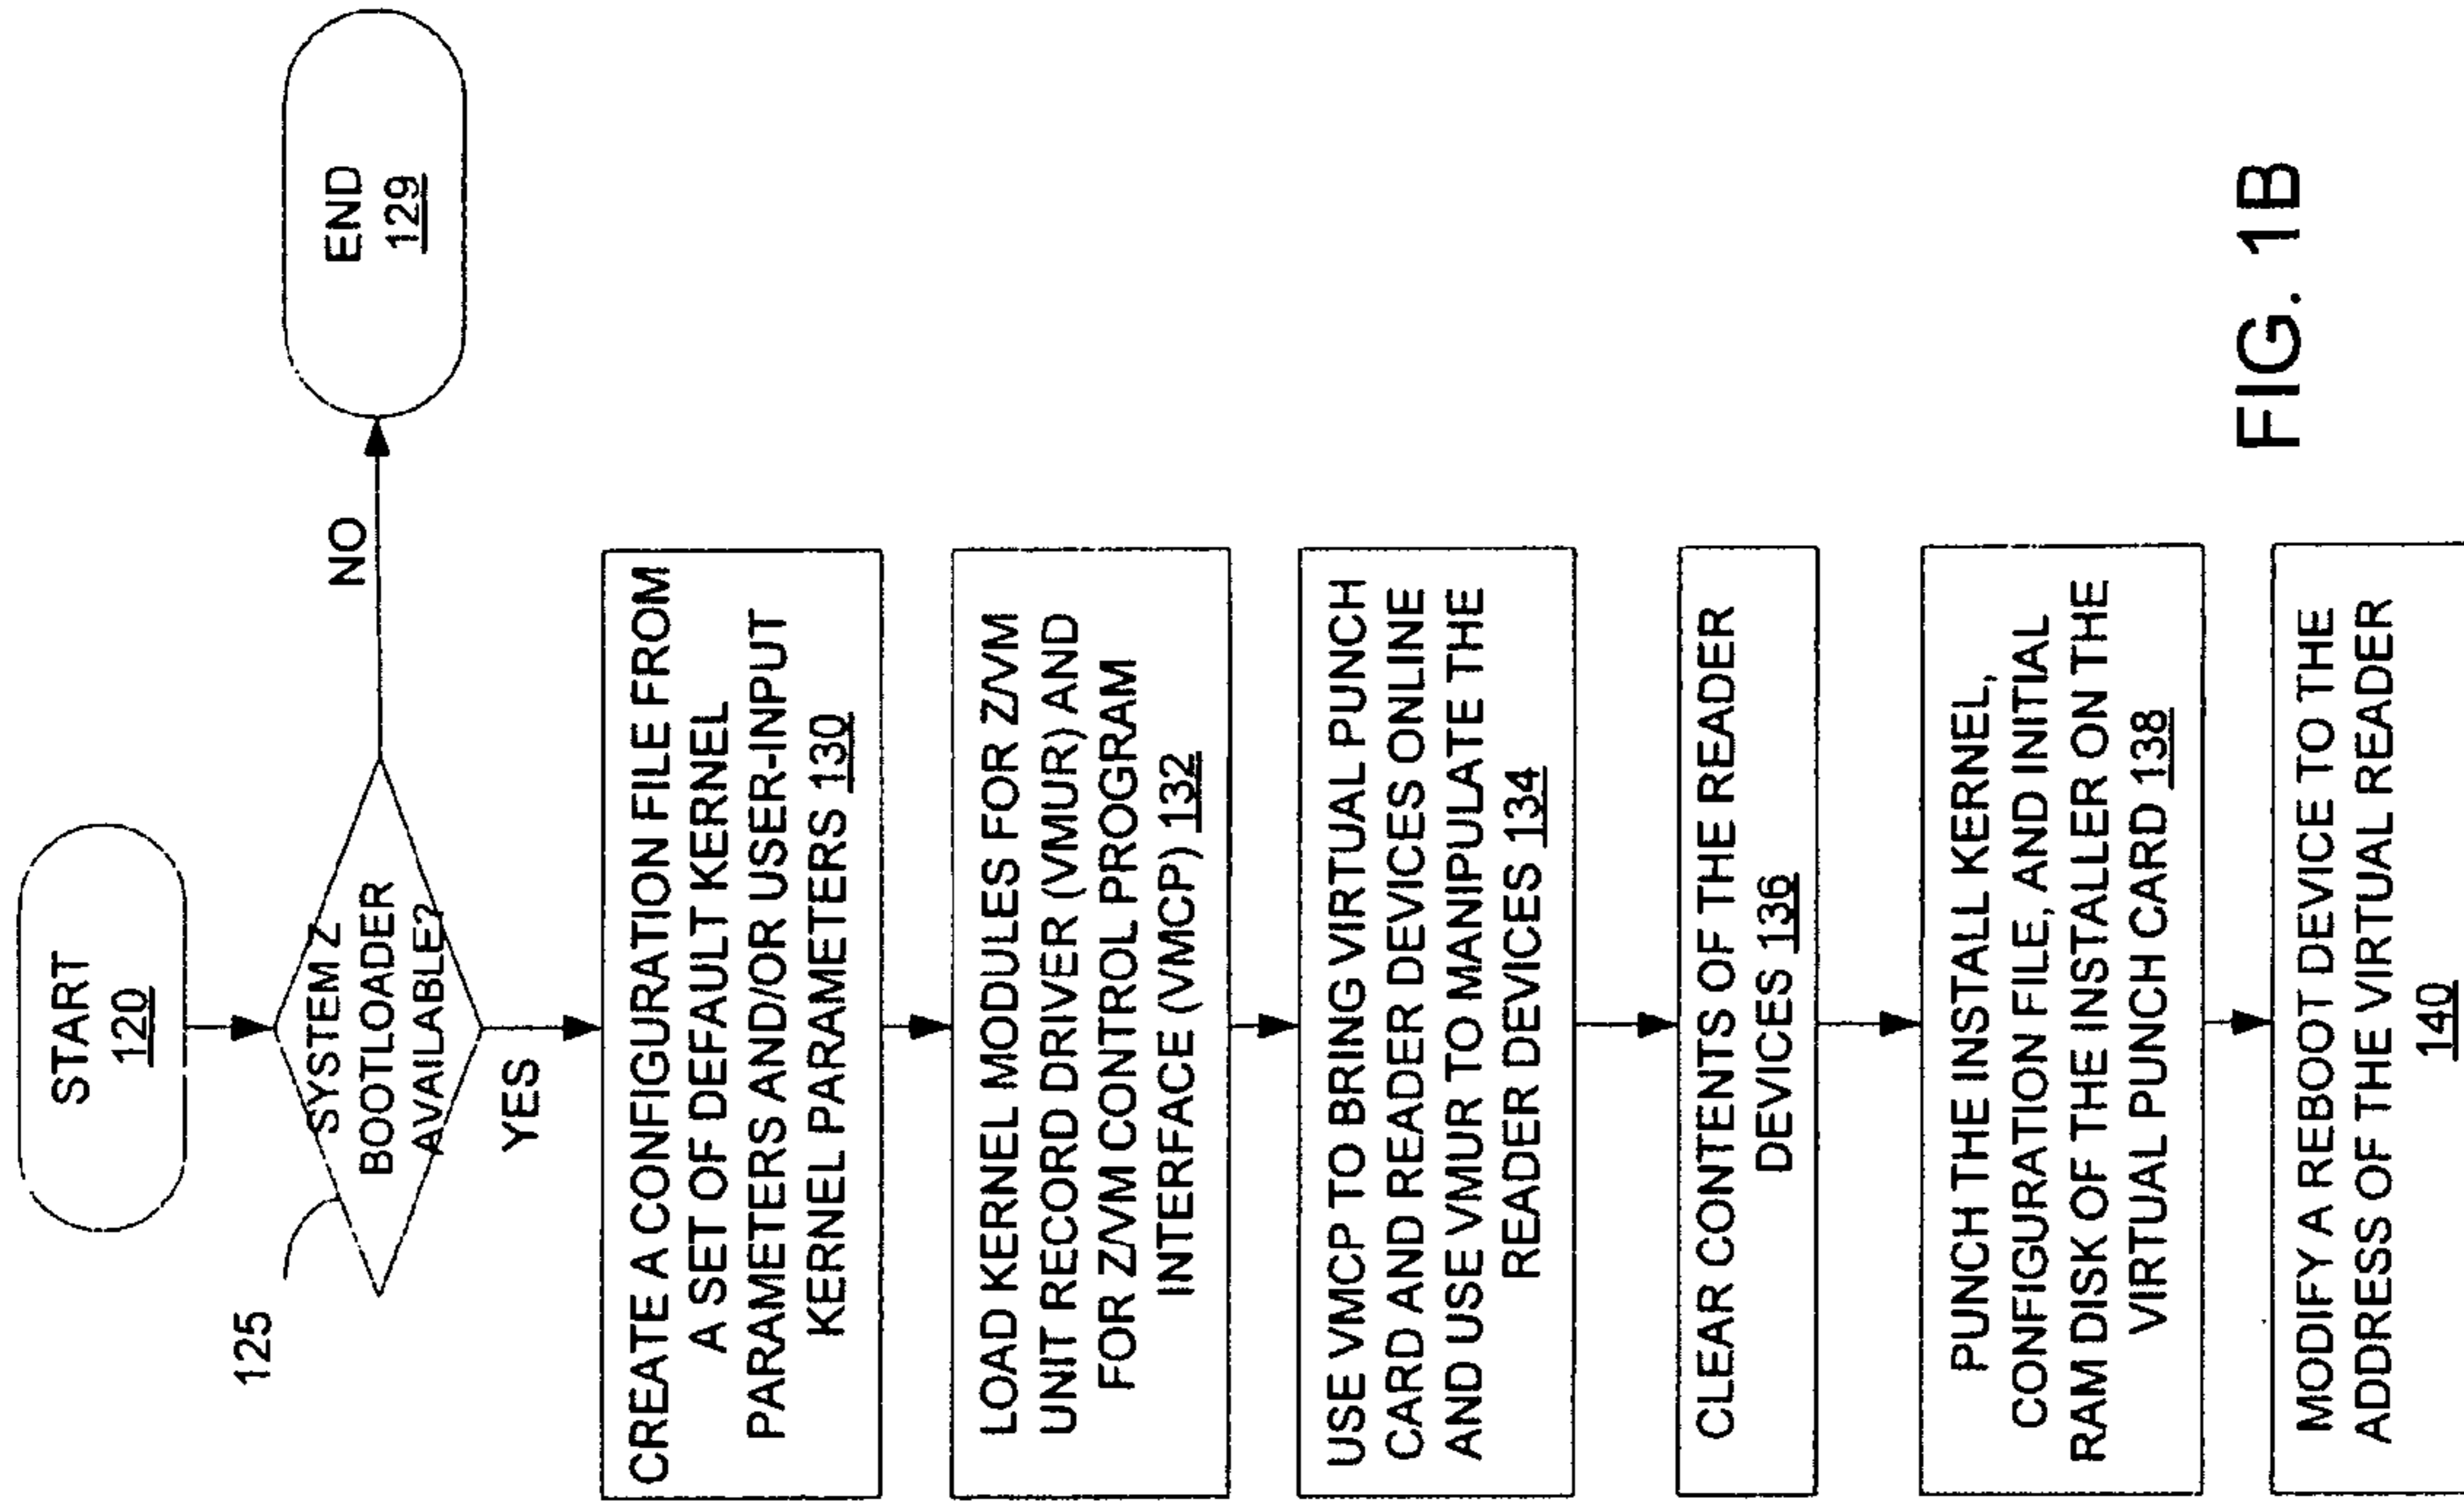 START
120
SYSTEM Z
BOOTLOADER
AVAILABLE?
125
NO
END
129
YES
CREATE A CONFIGURATION FILE FROM
A SET OF DEFAULT KERNEL
PARAMETERS AND/OR USER-INPUT
KERNEL PARAMETERS 130
LOAD KERNEL MODULES FOR Z/VM
UNIT RECORD DRIVER (VMUR) AND
FOR Z/VM CONTROL PROGRAM
INTERFACE (VMCP) 132
USE VMCP TO BRING VIRTUAL PUNCH
CARD AND READER DEVICES ONLINE
AND USE VMUR TO MANIPULATE THE
READER DEVICES 134
CLEAR CONTENTS OF THE READER
DEVICES 136
PUNCH THE INSTALL KERNEL,
CONFIGURATION FILE, AND INITIAL
RAM DISK OF THE INSTALLER ON THE
VIRTUAL PUNCH CARD 138
MODIFY A REBOOT DEVICE TO THE
ADDRESS OF THE VIRTUAL READER
140
FIG. 1B